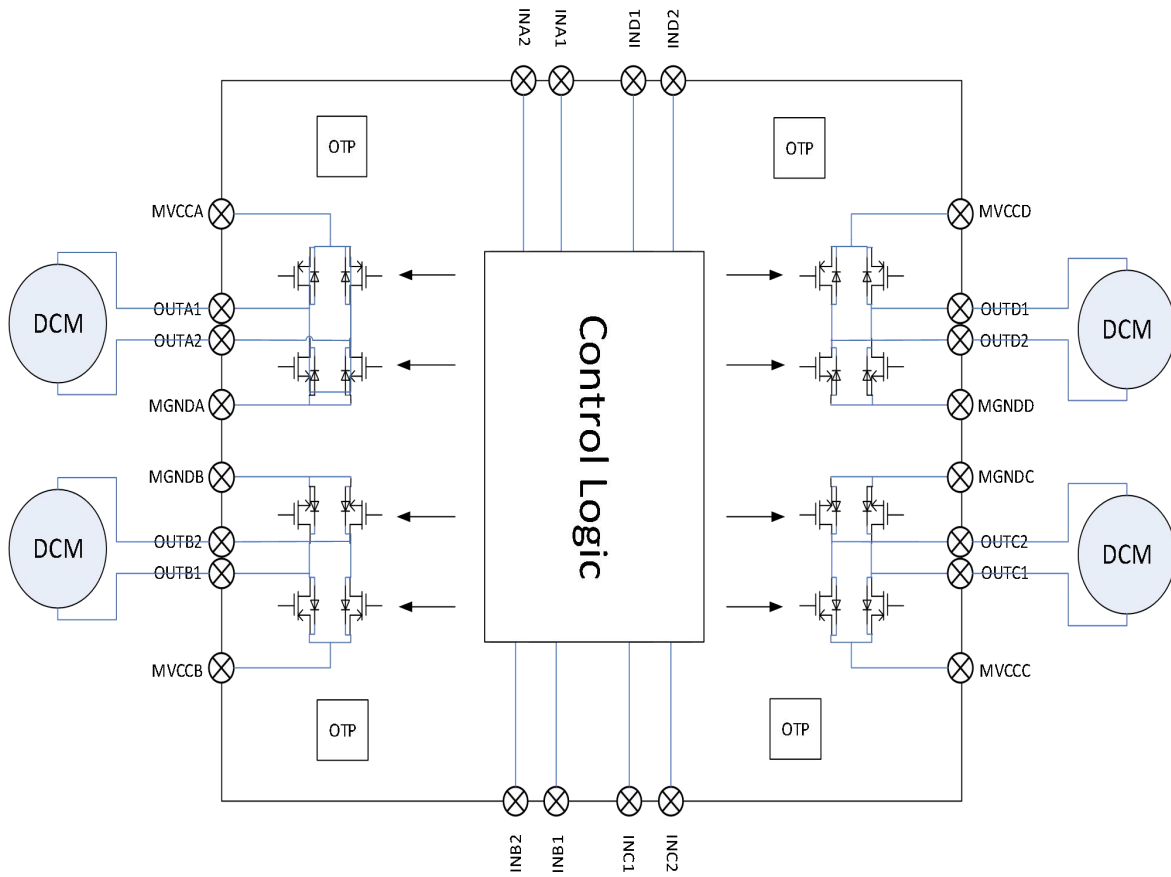 INA2
INA1
IND1
IND2
OTP
OTP
MVCCA
MVCCD
DCM
OUTA1
OUTA2
MGNDA
OUTD1
OUTD2
MGNDD
DCM
Control Logic
DCM
MGNDB
OUTB2
OUTB1
MVCCB
MGNDC
OUTC2
OUTC1
MVCCC
DCM
OTP
OTP
INB2
INB1
INC1
INC2